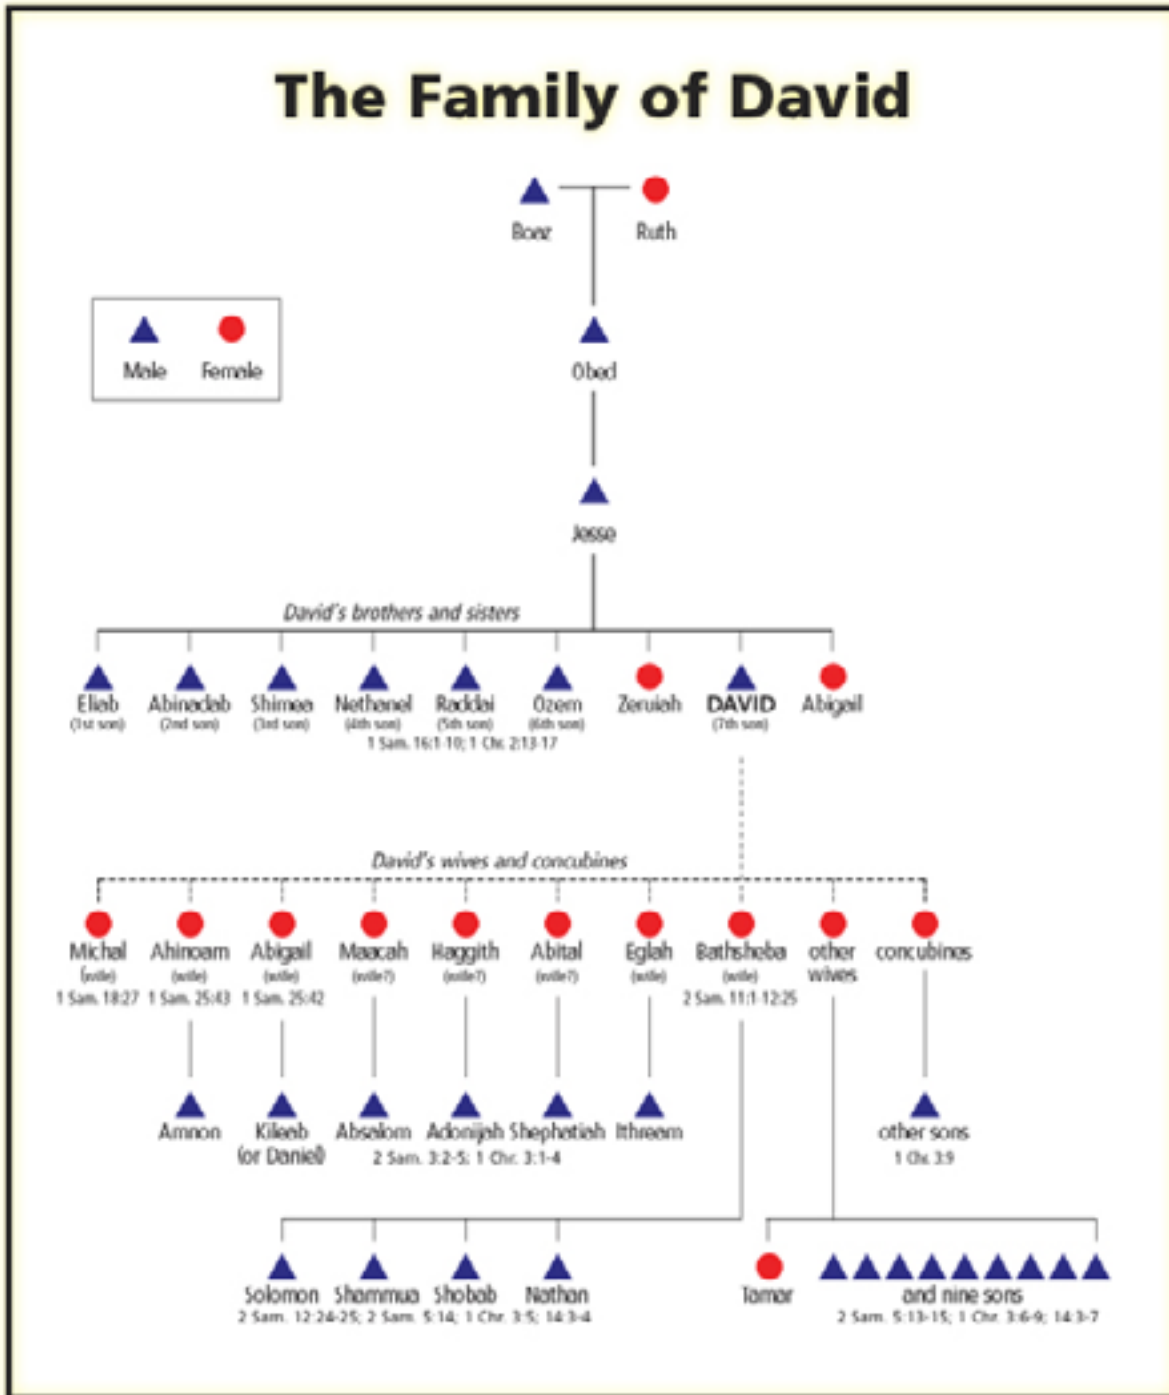 The Family of David
Boaz Ruth
Male Female
Obed
Jesse
David's brothers and sisters
Eliab Abinadab Shimea Nethanel Raddai Ozem Zeruiah DAVID Abigail
(1st son) (2nd son) (3rd son) (4th son) (5th son) (6th son) (7th son)
1 Sam. 16:1-10; 1 Chr. 2:13-17
David's wives and concubines
Michal Ahinoam Abigail Maacah Haggith Abital Eglah Bathsheba other wives concubines
(wife) (wife) (wife) (wife?) (wife?) (wife?) (wife) (wife)
1 Sam. 18:27 1 Sam. 25:43 1 Sam. 25:42 2 Sam. 11:1-12:25
Amnon Kileab Absalom Adonijah Shephatiah Ithream other sons
(or Daniel) 2 Sam. 3:2-5; 1 Chr. 3:1-4 1 Chr. 3:9
Solomon Shammua Shobab Nathan Tamar and nine sons
2 Sam. 12:24-25; 2 Sam. 5:14; 1 Chr. 3:5; 14:3-4 2 Sam. 5:13-15; 1 Chr. 3:6-9; 14:3-7